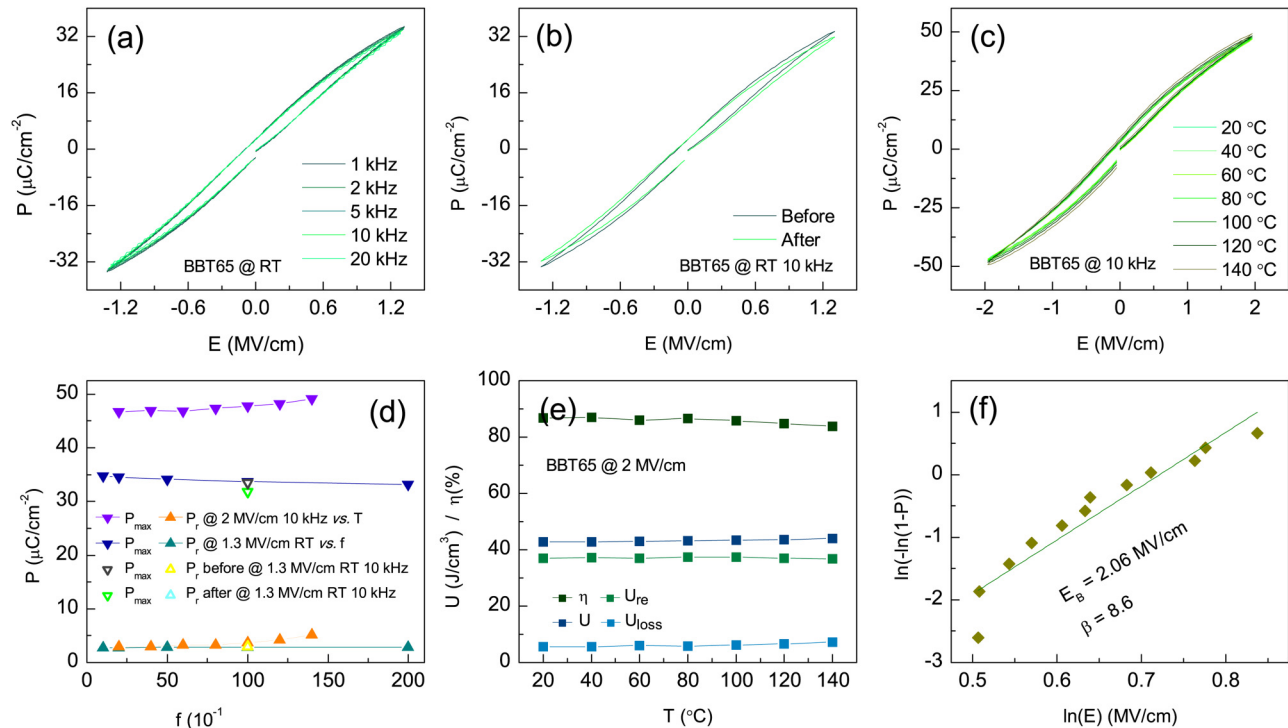 (a)
32
16
0
-16
-32
P (μC/cm⁻²)
1 kHz
2 kHz
5 kHz
10 kHz
20 kHz
BBT65 @ RT
-1.2 -0.6 0.0 0.6 1.2
E (MV/cm)
(b)
32
16
0
-16
-32
P (μC/cm⁻²)
Before
After
BBT65 @ RT 10 kHz
-1.2 -0.6 0.0 0.6 1.2
E (MV/cm)
(c)
50
25
0
-25
-50
P (μC/cm⁻²)
20 °C
40 °C
60 °C
80 °C
100 °C
120 °C
140 °C
BBT65 @ 10 kHz
-2 -1 0 1 2
E (MV/cm)
(d)
50
40
30
20
10
0
P (μC/cm⁻²)
Pmax Pr @ 2 MV/cm 10 kHz vs. T
Pmax Pr @ 1.3 MV/cm RT vs. f
Pmax Pr before @ 1.3 MV/cm RT 10 kHz
Pmax Pr after @ 1.3 MV/cm RT 10 kHz
0 50 100 150 200
f (10⁻¹
(e)
100
80
60
40
20
0
U (J/cm³) / η(%)
BBT65 @ 2 MV/cm
η Ure
U Uloss
20 40 60 80 100 120 140
T (°C)
(f)
1
0
-1
-2
-3
ln(-ln(1-P))
EB = 2.06 MV/cm
β = 8.6
0.5 0.6 0.7 0.8
ln(E) (MV/cm)